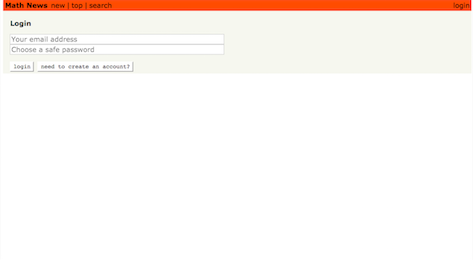 Math News new | top | search login
Login
Your email address
Choose a safe password
login need to create an account?